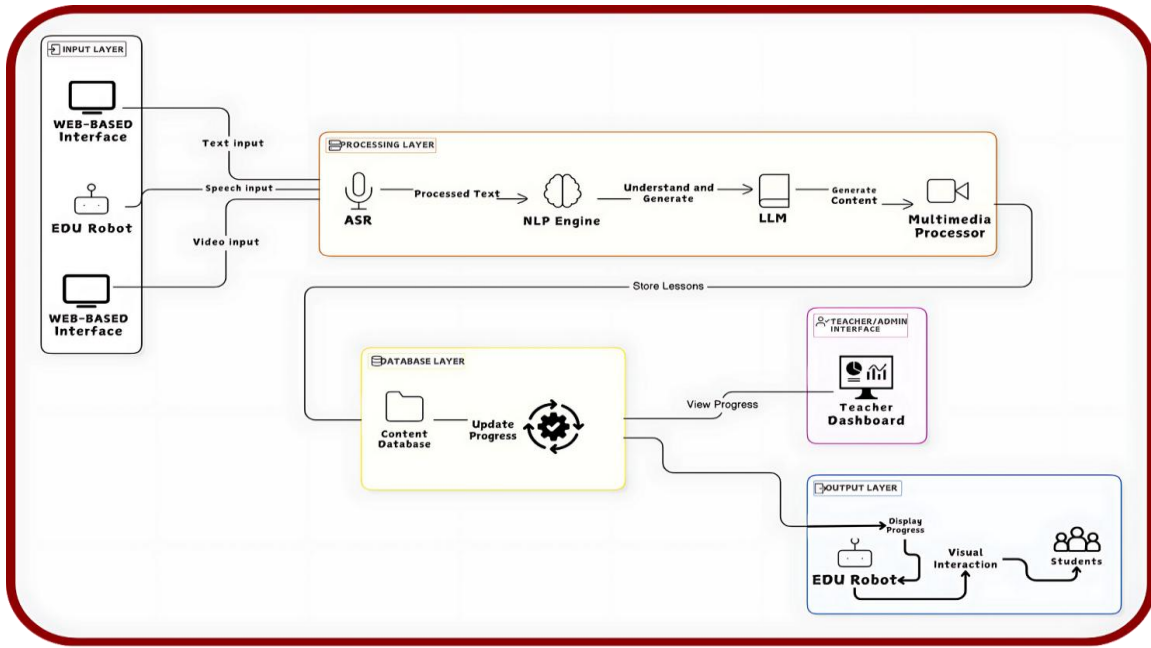 INPUT LAYER
WEB-BASED
Interface
EDU Robot
WEB-BASED
Interface
Text input
Speech input
Video input
PROCESSING LAYER
ASR
Processed Text
NLP Engine
Understand and
Generate
LLM
Generate
Content
Multimedia
Processor
Store Lessons
DATABASE LAYER
Content
Database
Update
Progress
View Progress
TEACHER/ADMIN
INTERFACE
Teacher
Dashboard
OUTPUT LAYER
Display
Progress
EDU Robot
Visual
Interaction
Students